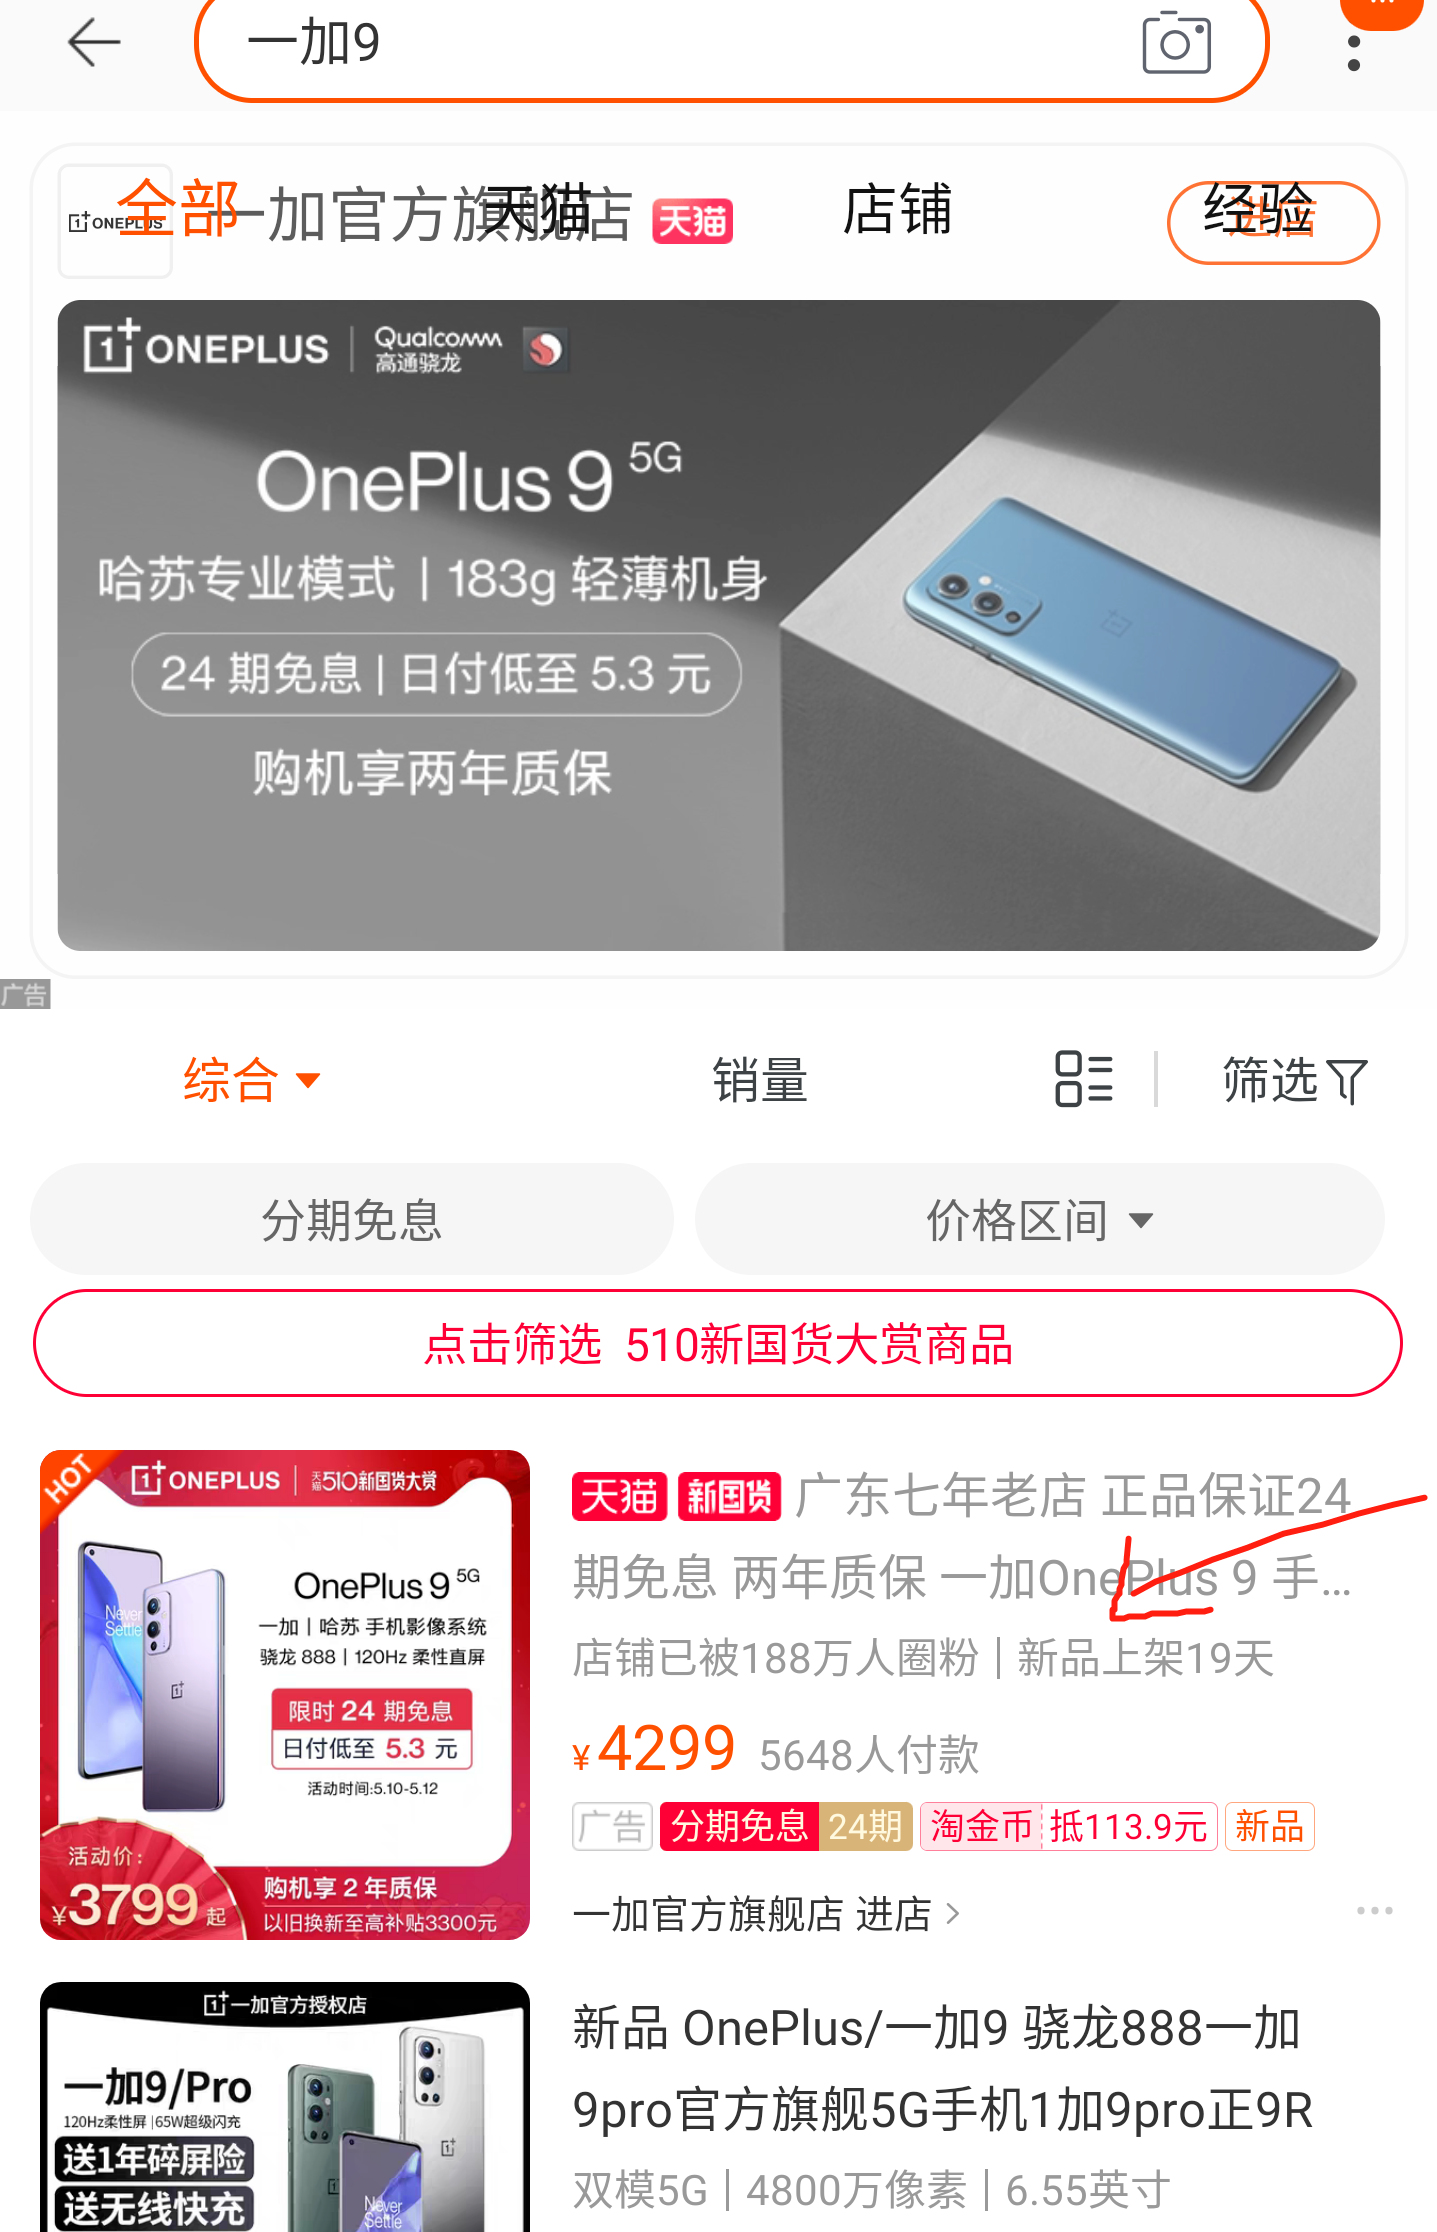 一加9
全部 天猫 店铺 经验
ONEPLUS 一加官方旗舰店 天猫 进店
ONEPLUS | Qualcomm 高通骁龙
OnePlus 9 5G
哈苏专业模式 | 183g 轻薄机身
24 期免息 | 日付低至 5.3 元
购机享两年质保
广告
综合 销量 筛选
分期免息 价格区间
点击筛选 510新国货大赏商品
HOT
ONEPLUS | 天猫510新国货大赏
OnePlus 9 5G
一加 | 哈苏 手机影像系统
骁龙 888 | 120Hz 柔性直屏
限时 24 期免息
日付低至 5.3 元
活动时间:5.10-5.12
Never Settle
活动价:
¥3799起
购机享 2 年质保
以旧换新至高补贴3300元
天猫 新国货 广东七年老店 正品保证24
期免息 两年质保 一加OnePlus 9 手...
店铺已被188万人圈粉 | 新品上架19天
¥4299 5648人付款
广告 分期免息 24期 淘金币 抵113.9元 新品
一加官方旗舰店 进店 >
一加官方授权店
一加9/Pro
120Hz柔性屏 | 65W超级闪充
送1年碎屏险
送无线快充
Never Settle
新品 OnePlus/一加9 骁龙888一加
9pro官方旗舰5G手机1加9pro正9R
双模5G | 4800万像素 | 6.55英寸